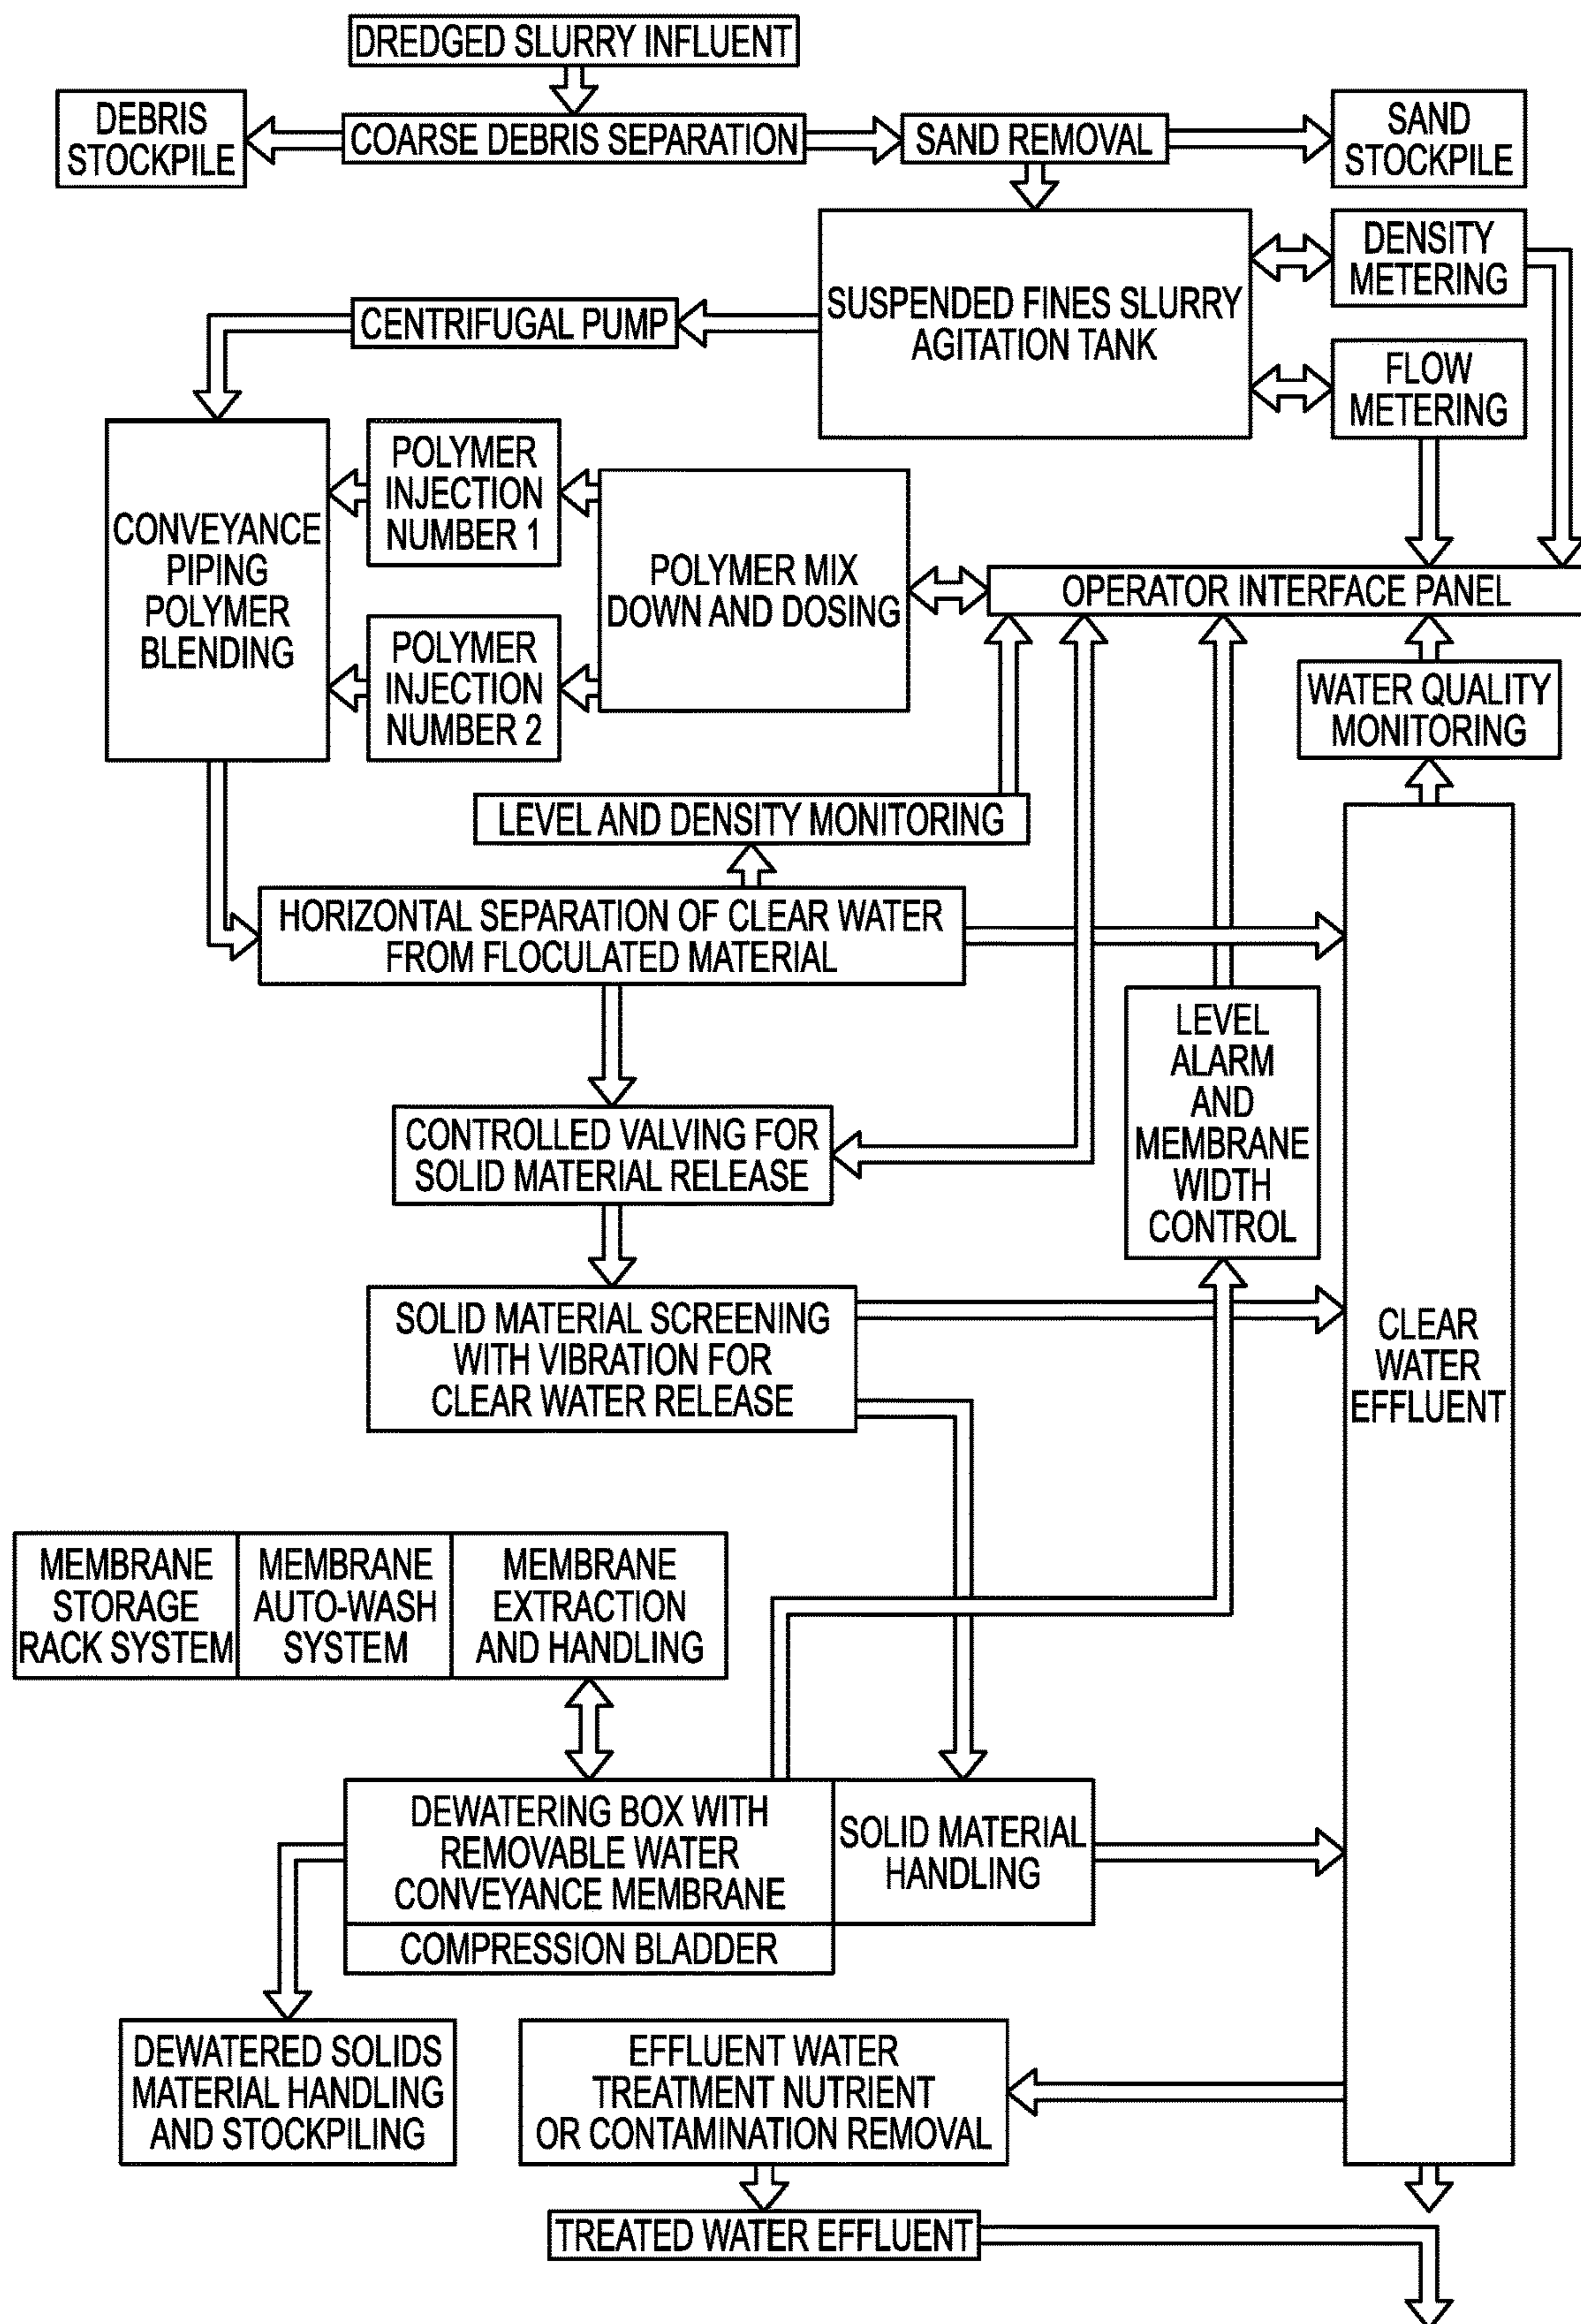 DREDGED SLURRY INFLUENT
DEBRIS
STOCKPILE
COARSE DEBRIS SEPARATION
SAND REMOVAL
SAND
STOCKPILE
SUSPENDED FINES SLURRY
AGITATION TANK
DENSITY
METERING
CENTRIFUGAL PUMP
FLOW
METERING
CONVEYANCE
PIPING
POLYMER
BLENDING
POLYMER
INJECTION
NUMBER 1
POLYMER MIX
DOWN AND DOSING
OPERATOR INTERFACE PANEL
POLYMER
INJECTION
NUMBER 2
WATER QUALITY
MONITORING
LEVEL AND DENSITY MONITORING
HORIZONTAL SEPARATION OF CLEAR WATER
FROM FLOCULATED MATERIAL
LEVEL
ALARM
AND
MEMBRANE
WIDTH
CONTROL
CONTROLLED VALVING FOR
SOLID MATERIAL RELEASE
SOLID MATERIAL SCREENING
WITH VIBRATION FOR
CLEAR WATER RELEASE
CLEAR
WATER
EFFLUENT
MEMBRANE
STORAGE
RACK SYSTEM
MEMBRANE
AUTO-WASH
SYSTEM
MEMBRANE
EXTRACTION
AND HANDLING
DEWATERING BOX WITH
REMOVABLE WATER
CONVEYANCE MEMBRANE
SOLID MATERIAL
HANDLING
COMPRESSION BLADDER
DEWATERED SOLIDS
MATERIAL HANDLING
AND STOCKPILING
EFFLUENT WATER
TREATMENT NUTRIENT
OR CONTAMINATION REMOVAL
TREATED WATER EFFLUENT